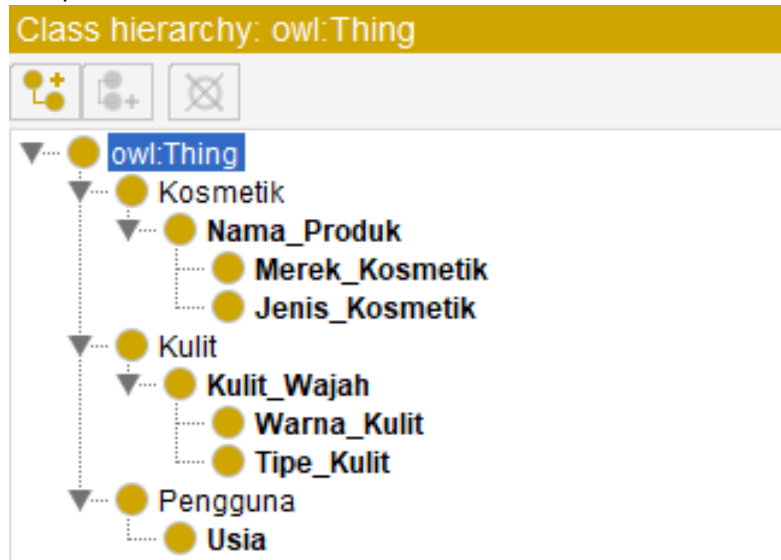 Class hierarchy: owl:Thing
owl:Thing
Kosmetik
Nama_Produk
Merek_Kosmetik
Jenis_Kosmetik
Kulit
Kulit_Wajah
Warna_Kulit
Tipe_Kulit
Pengguna
Usia